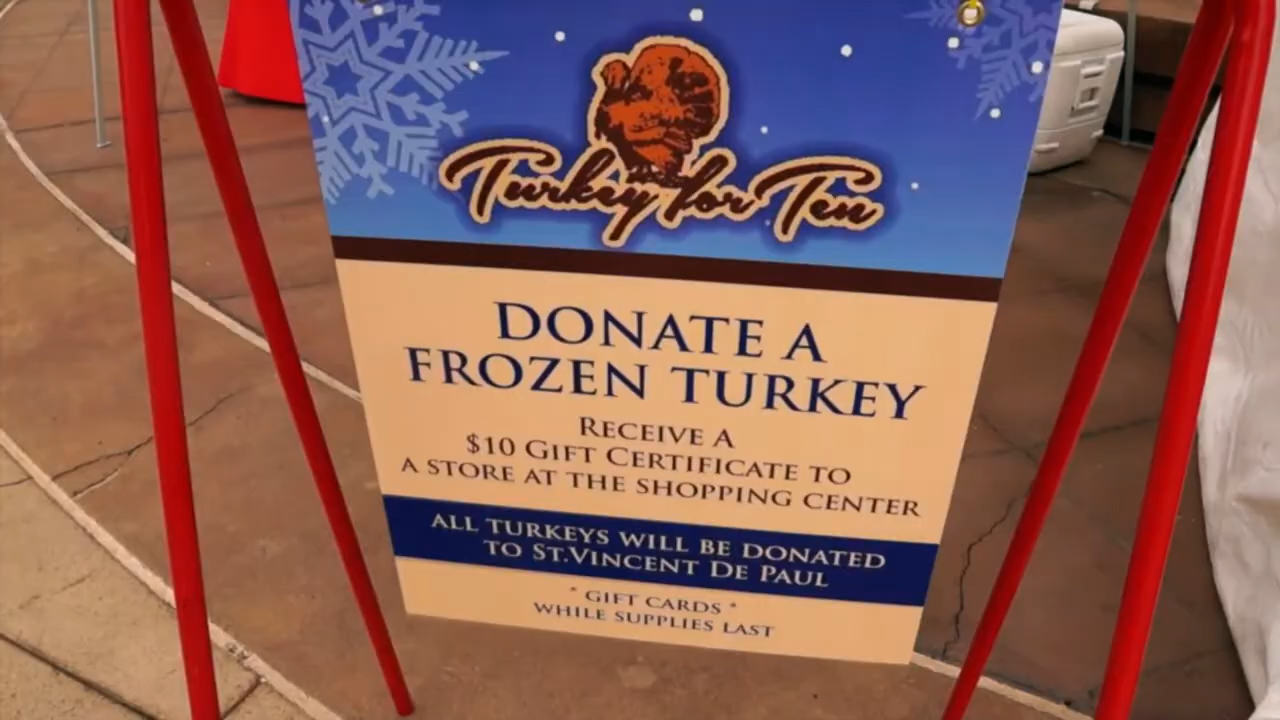 Turkey for Ten
DONATE A
FROZEN TURKEY
RECEIVE A
$10 GIFT CERTIFICATE TO
A STORE AT THE SHOPPING CENTER
ALL TURKEYS WILL BE DONATED
TO ST.VINCENT DE PAUL
* GIFT CARDS *
WHILE SUPPLIES LAST